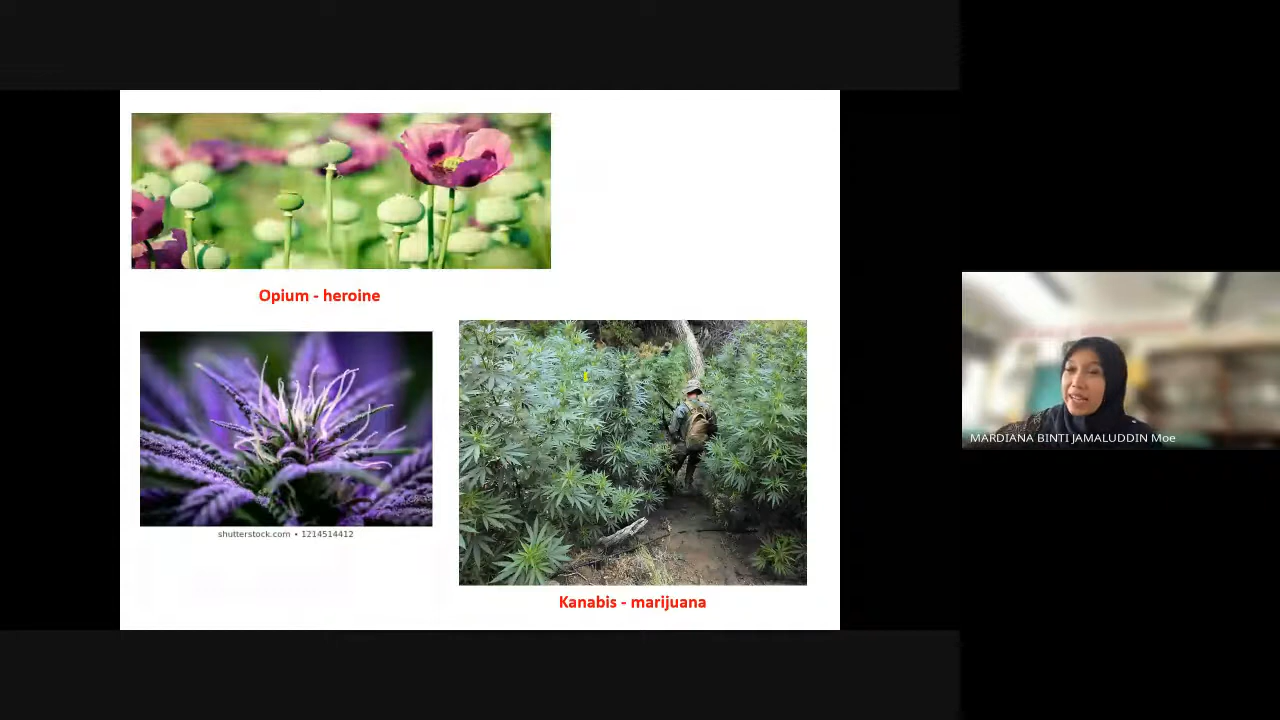 Opium - heroine
shutterstock.com • 1214514412
Kanabis - marijuana
MARDIANA BINTI JAMALUDDIN Moe